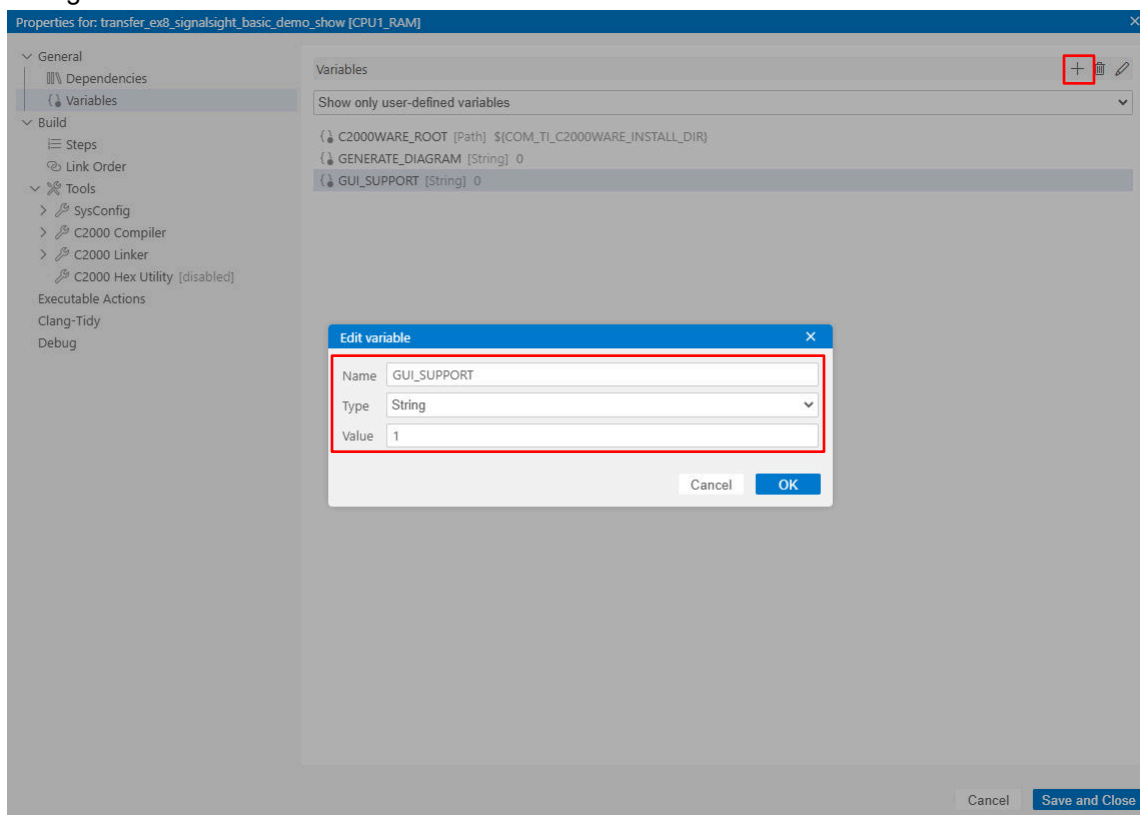 Properties for: transfer_ex8_signalsight_basic_demo_show [CPU1_RAM]
General
Dependencies
Variables
Build
Steps
Link Order
Tools
SysConfig
C2000 Compiler
C2000 Linker
C2000 Hex Utility [disabled]
Executable Actions
Clang-Tidy
Debug
Variables
Show only user-defined variables
C2000WARE_ROOT [Path] ${COM_TI_C2000WARE_INSTALL_DIR}
GENERATE_DIAGRAM [String] 0
GUI_SUPPORT [String] 0
Edit variable
Name GUI_SUPPORT
Type String
Value 1
Cancel OK
Cancel Save and Close